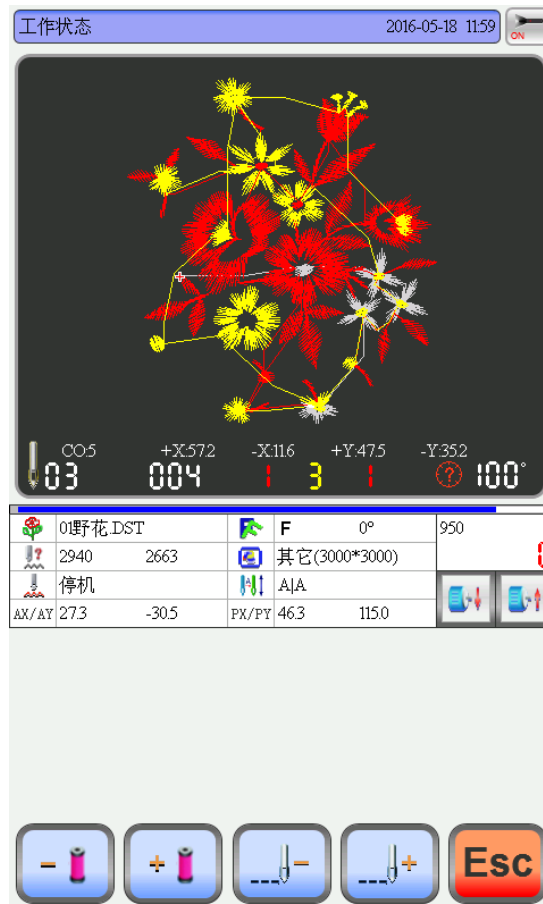 工作状态 2016-05-18 11:59
ON
CO:5 +X:57.2 -X:11.6 +Y:47.5 -Y:35.2
03 004 1 3 1 100°
01野花.DST F 0° 950
2940 2663 其它(3000*3000)
停机 A|A
AX/AY 27.3 -30.5 PX/PY 46.3 115.0
Esc